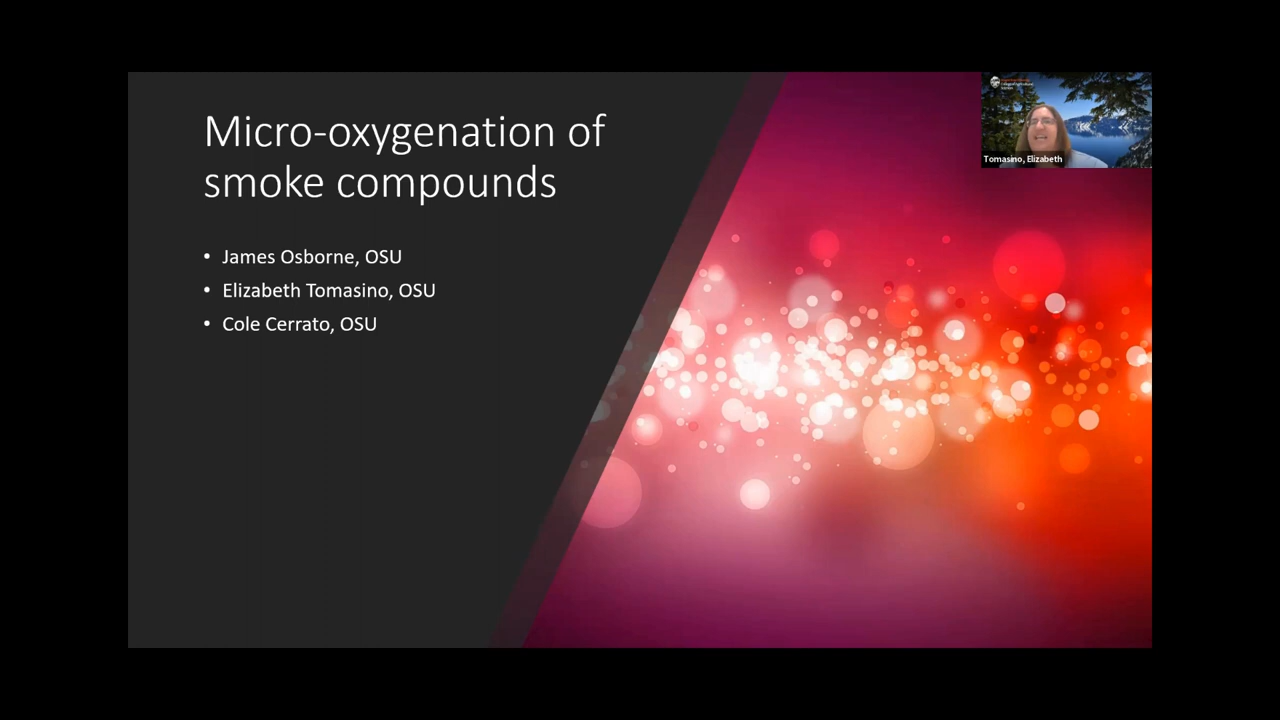 Micro-oxygenation of
smoke compounds
• James Osborne, OSU
• Elizabeth Tomasino, OSU
• Cole Cerrato, OSU
Tomasino, Elizabeth